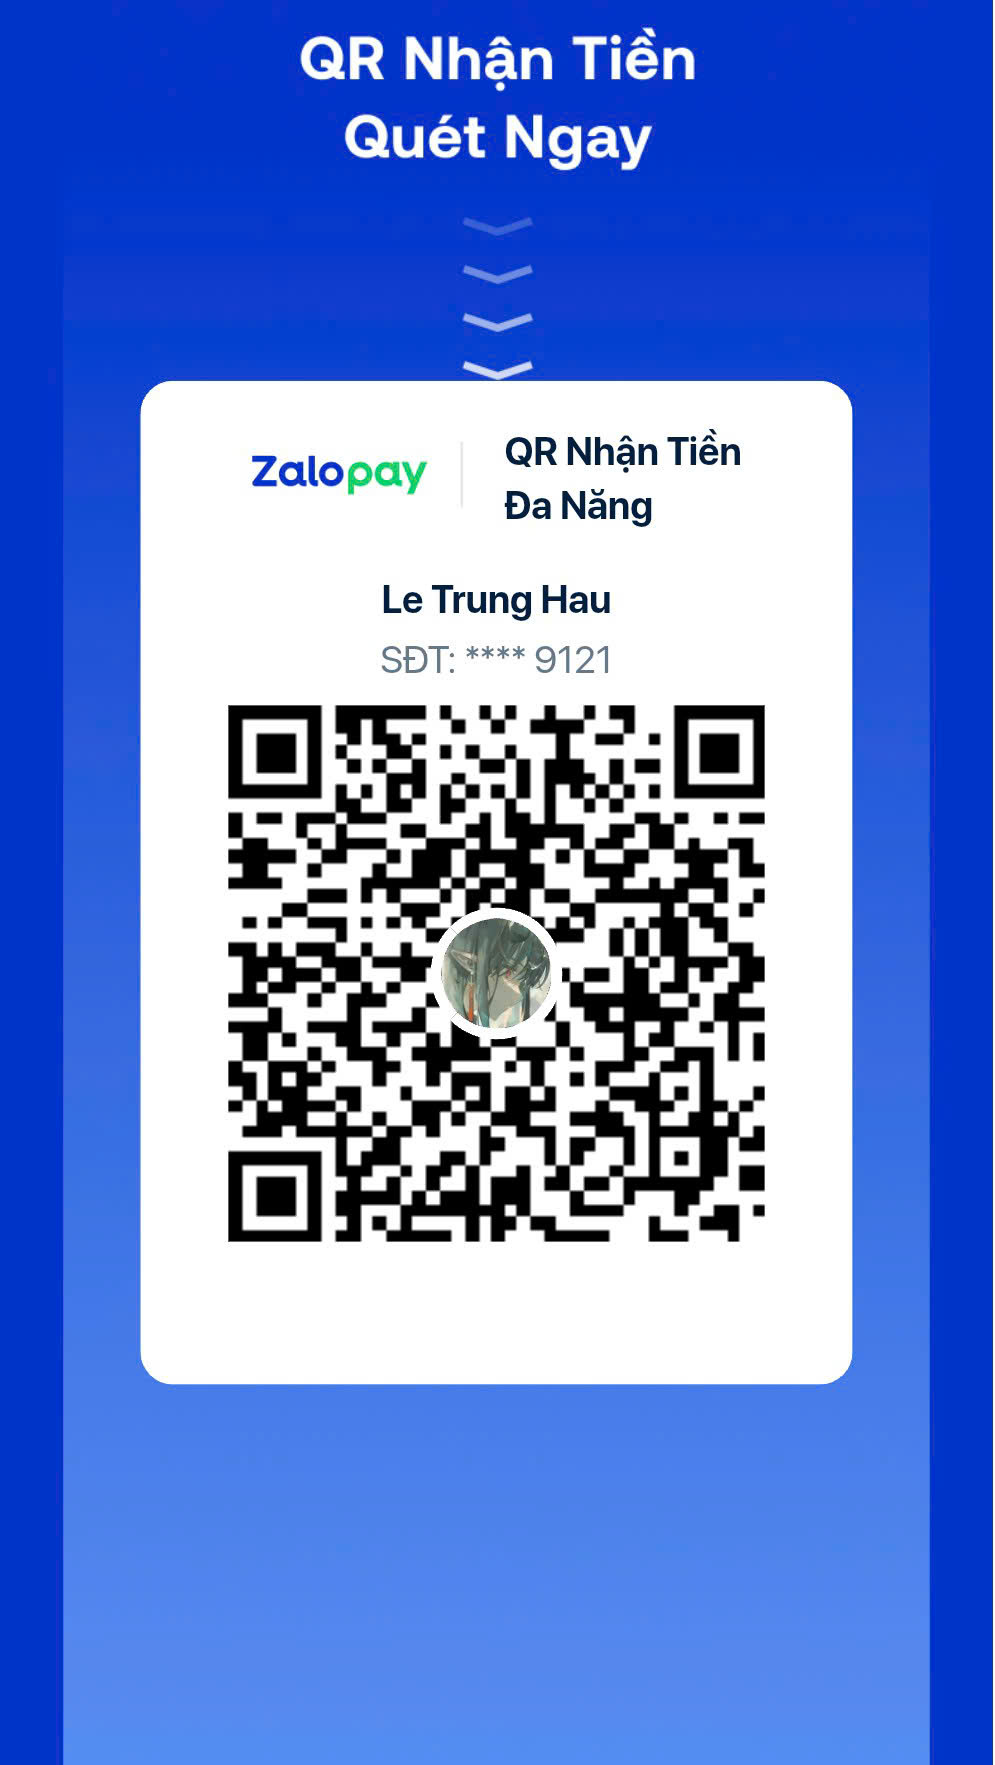 QR Nhận Tiền
Quét Ngay
Zalopay
QR Nhận Tiền
Đa Năng
Le Trung Hau
SĐT: **** 9121